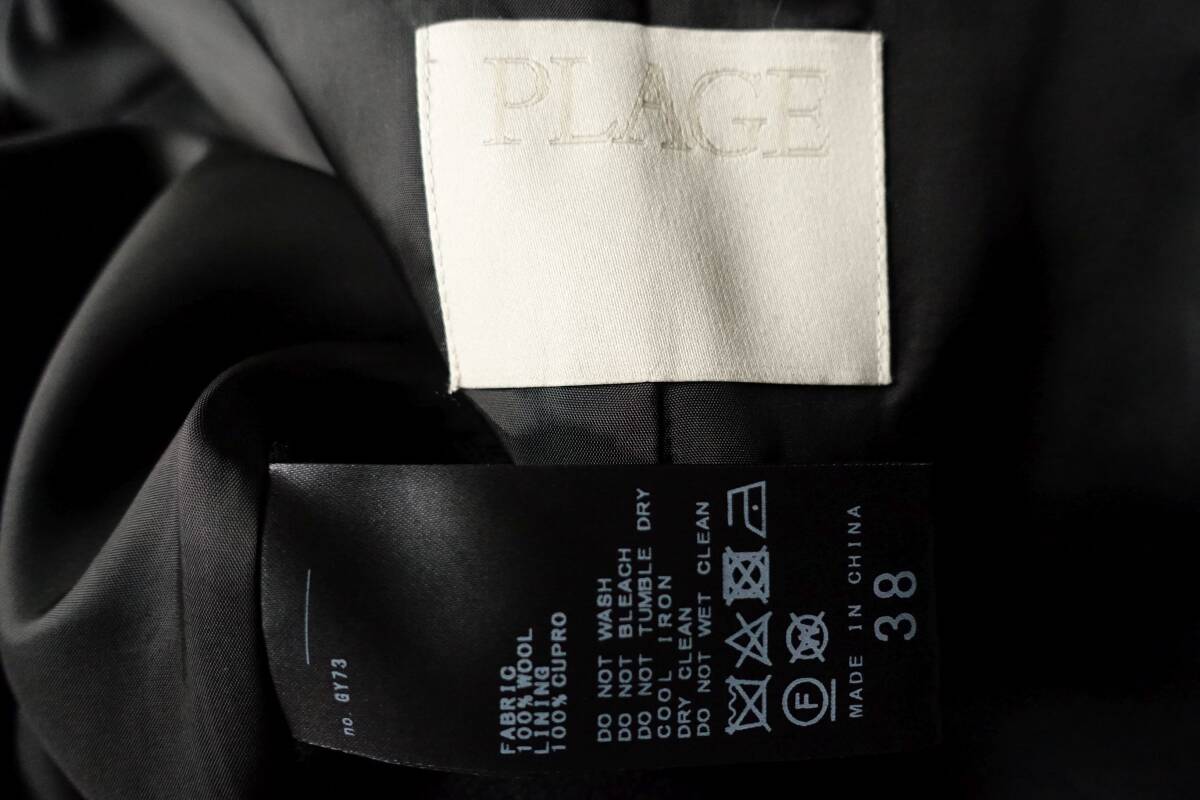 PLAGE
no. GY73
FABRIC
100% WOOL
LINING
100% CUPRO
DO NOT WASH
DO NOT BLEACH
DO NOT TUMBLE DRY
COOL IRON
DRY CLEAN
DO NOT WET CLEAN
F W
MADE IN CHINA
38